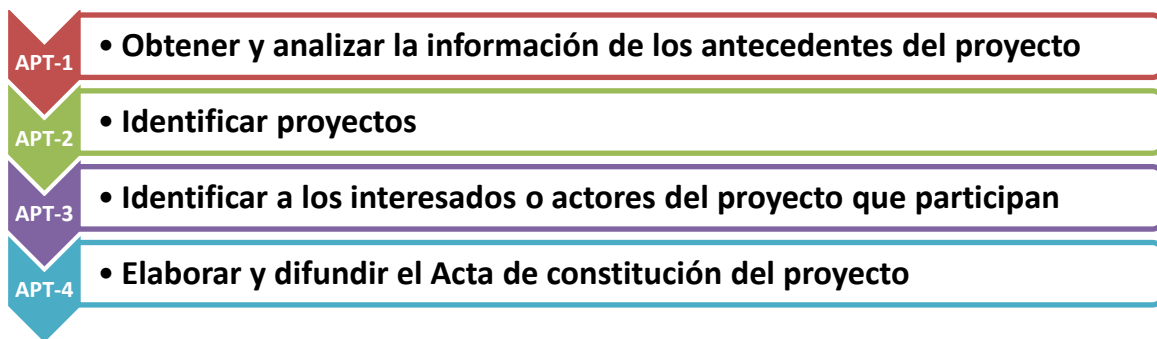 APT-1
• Obtener y analizar la información de los antecedentes del proyecto
APT-2
• Identificar proyectos
APT-3
• Identificar a los interesados o actores del proyecto que participan
APT-4
• Elaborar y difundir el Acta de constitución del proyecto